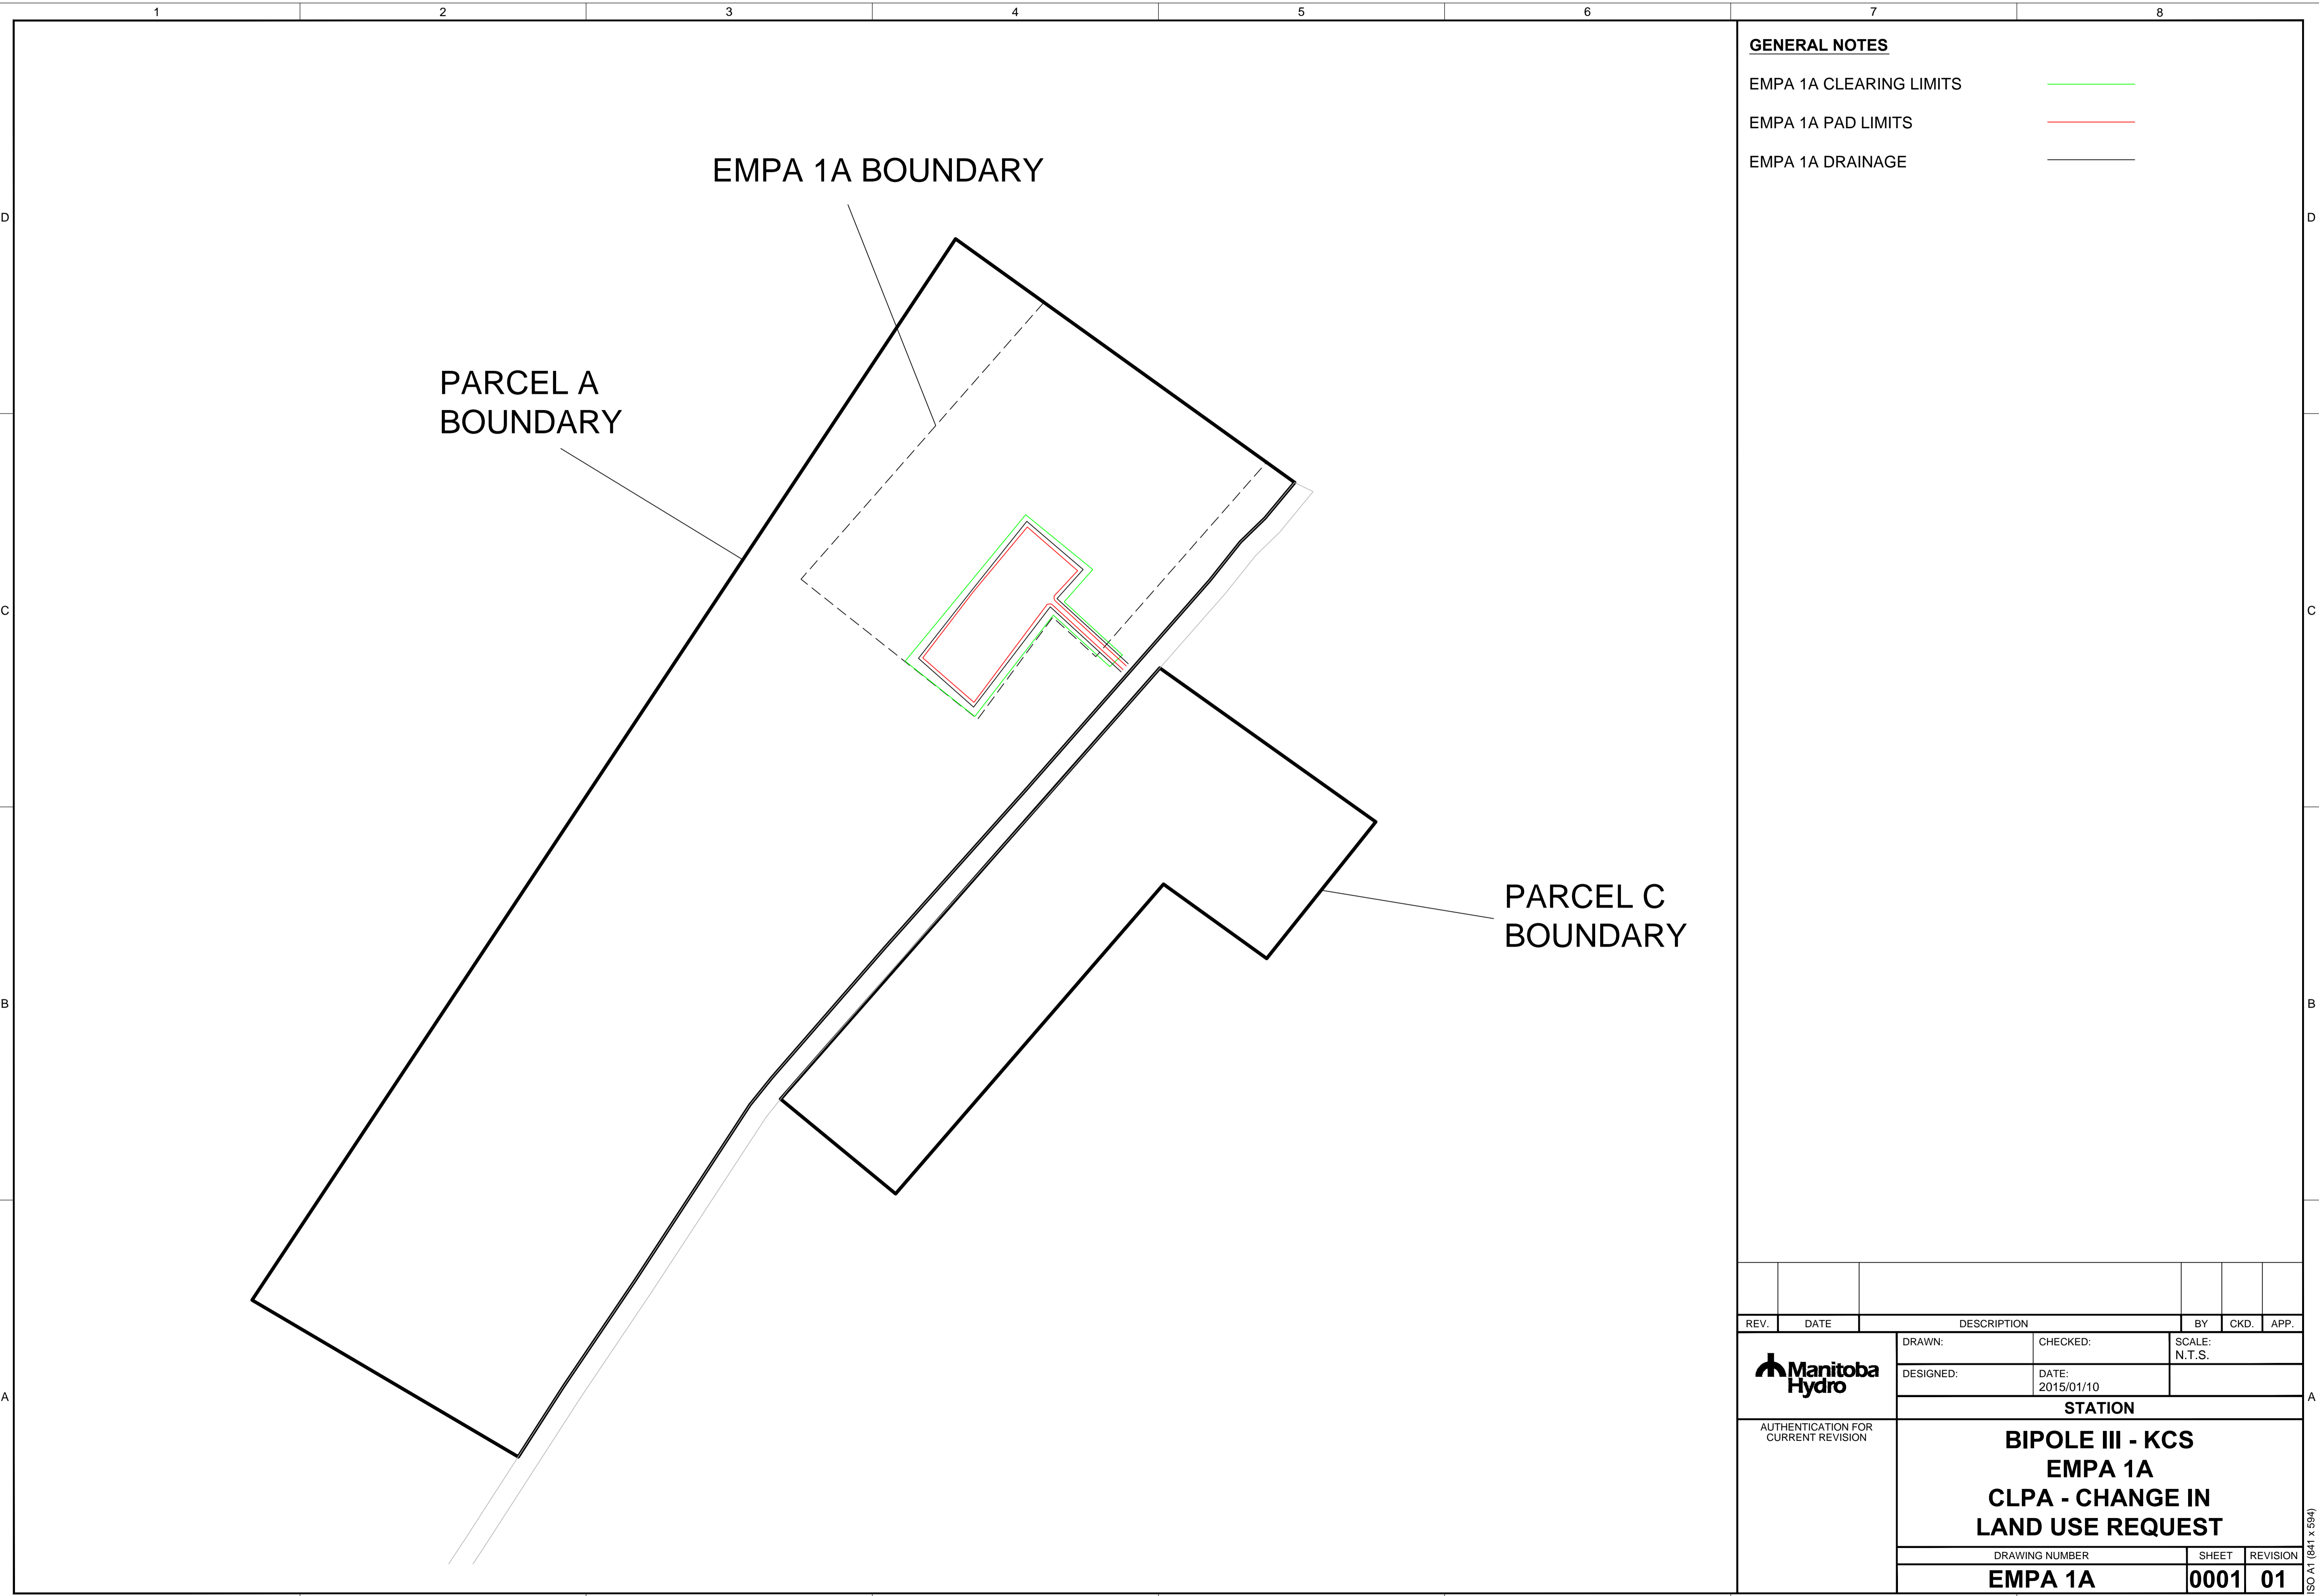 1 2 3 4 5 6 7 8
GENERAL NOTES
EMPA 1A CLEARING LIMITS
EMPA 1A PAD LIMITS
EMPA 1A DRAINAGE
EMPA 1A BOUNDARY
D D
PARCEL A
BOUNDARY
C C
PARCEL C
BOUNDARY
B B
REV. DATE DESCRIPTION BY CKD. APP.
Manitoba
Hydro
DRAWN: CHECKED: SCALE:
N.T.S.
DESIGNED: DATE:
2015/01/10
A A
STATION
AUTHENTICATION FOR
CURRENT REVISION
BIPOLE III - KCS
EMPA 1A
CLPA - CHANGE IN
LAND USE REQUEST
DRAWING NUMBER SHEET REVISION
EMPA 1A 0001 01
ISO A1 (841 x 594)